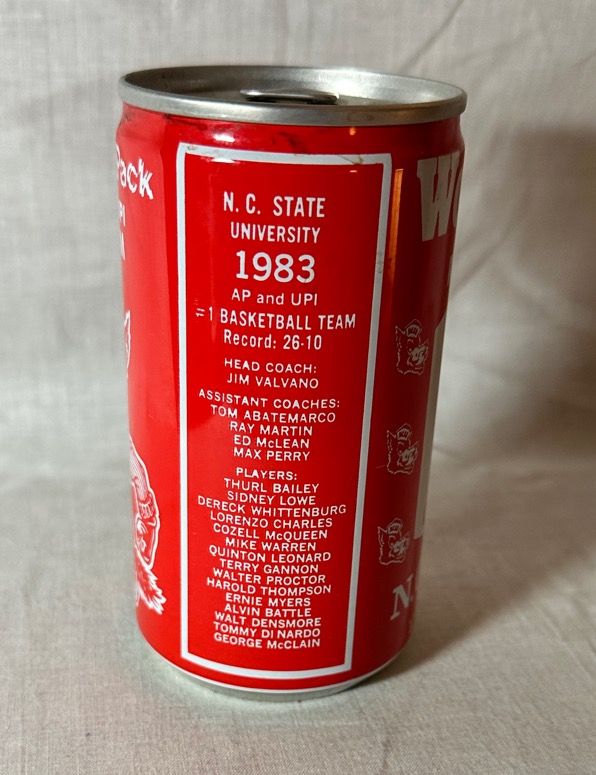 Pack
N. C. STATE
UNIVERSITY
1983
AP and UPI
#1 BASKETBALL TEAM
Record: 26-10
HEAD COACH:
JIM VALVANO
ASSISTANT COACHES:
TOM ABATEMARCO
RAY MARTIN
ED McLEAN
MAX PERRY
PLAYERS:
THURL BAILEY
SIDNEY LOWE
DERECK WHITTENBURG
LORENZO CHARLES
COZELL McQUEEN
MIKE WARREN
QUINTON LEONARD
TERRY GANNON
WALTER PROCTOR
HAROLD THOMPSON
ERNIE MYERS
ALVIN BATTLE
WALT DENSMORE
TOMMY DI NARDO
GEORGE McCLAIN
N.